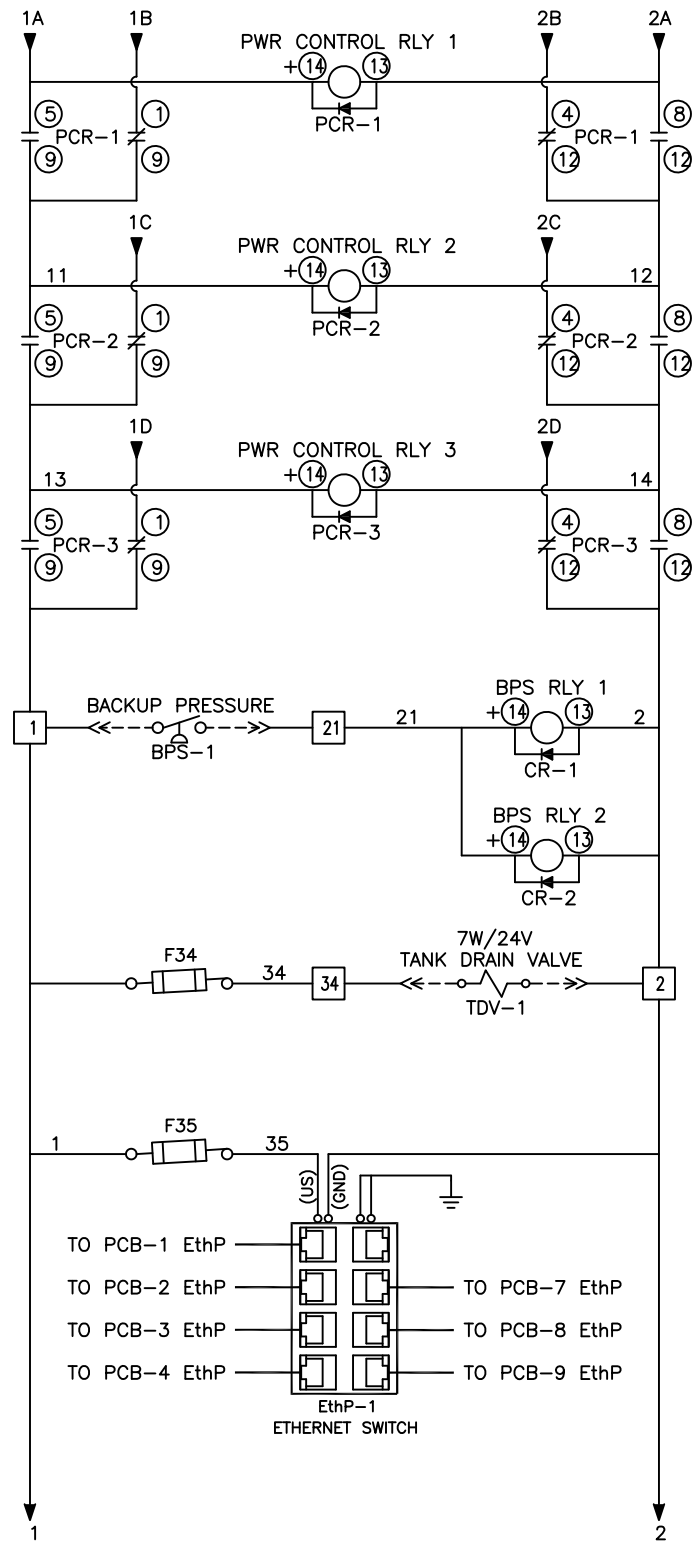 1A 1B 2B 2A
PWR CONTROL RLY 1
+ 14 13
5 1 PCR-1 4 8
PCR-1 PCR-1
9 9 12 12
1C 2C
PWR CONTROL RLY 2
11 + 14 13 12
5 1 PCR-2 4 8
PCR-2 PCR-2
9 9 12 12
1D 2D
PWR CONTROL RLY 3
13 + 14 13 14
5 1 PCR-3 4 8
PCR-3 PCR-3
9 9 12 12
BPS RLY 1
BACKUP PRESSURE
+ 14 13
1 21 21 2
BPS-1
CR-1
BPS RLY 2
+ 14 13
CR-2
7W/24V
F34 TANK DRAIN VALVE
34 34 2
TDV-1
F35
1 35
(US) (GND)
TO PCB-1 EthP
TO PCB-2 EthP TO PCB-7 EthP
TO PCB-3 EthP TO PCB-8 EthP
TO PCB-4 EthP TO PCB-9 EthP
EthP-1
ETHERNET SWITCH
1 2